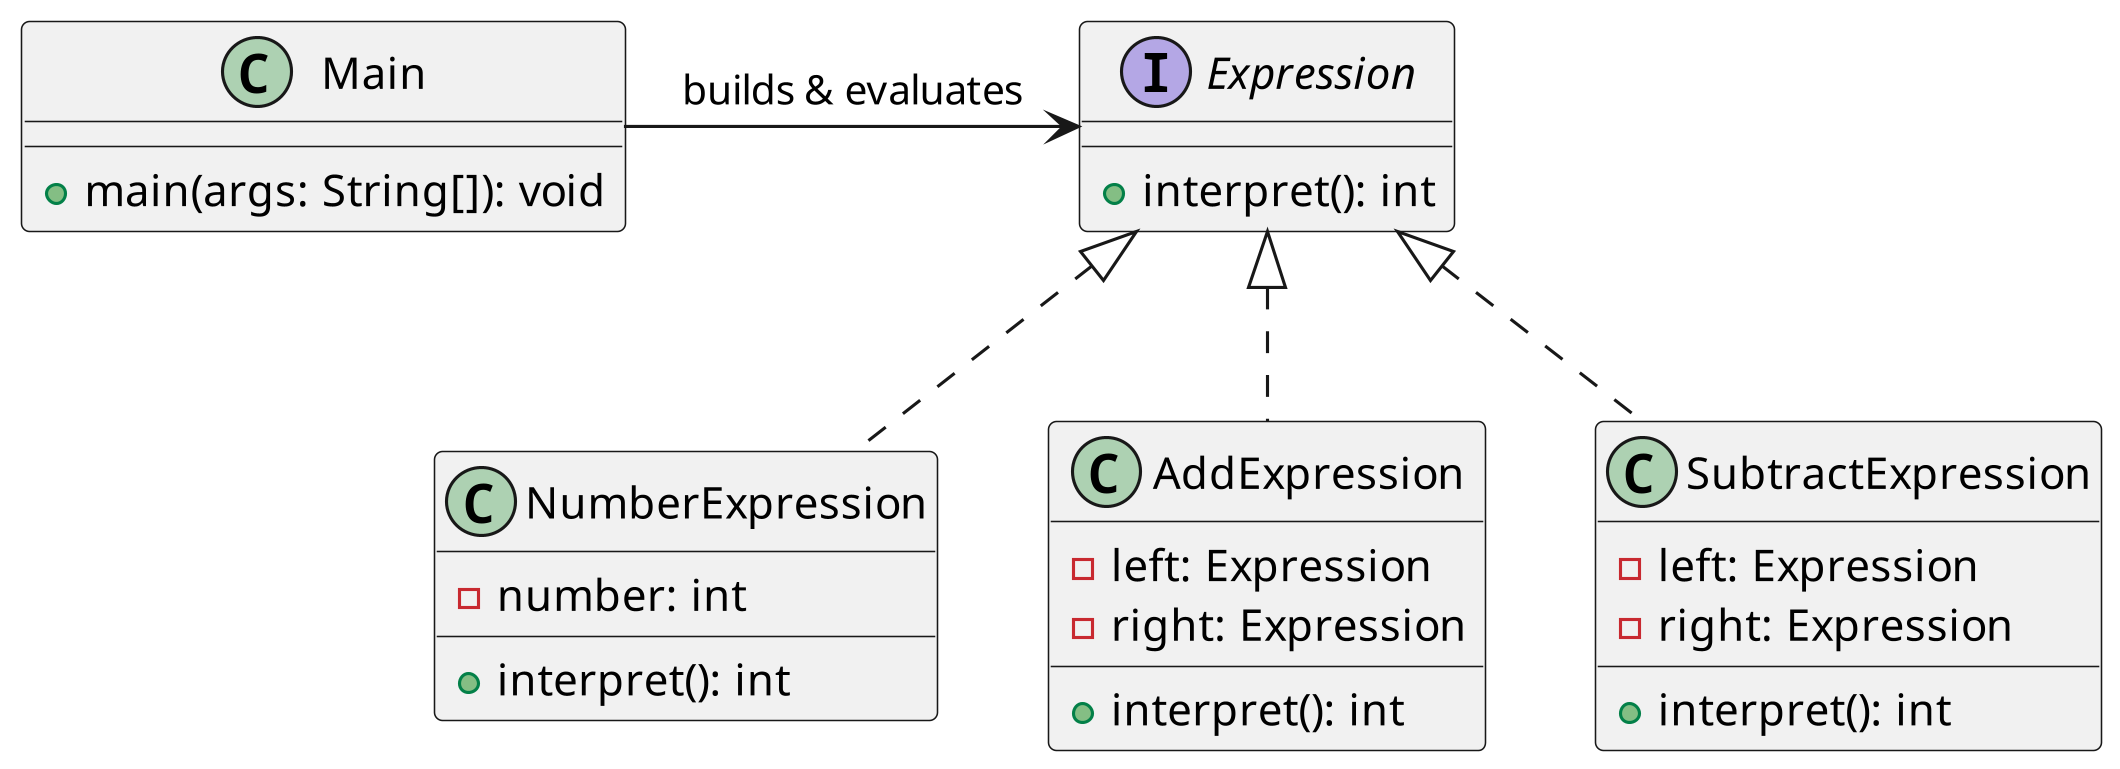 C Main
main(args: String[]): void
builds & evaluates
I Expression
interpret(): int
C NumberExpression
number: int
interpret(): int
C AddExpression
left: Expression
right: Expression
interpret(): int
C SubtractExpression
left: Expression
right: Expression
interpret(): int